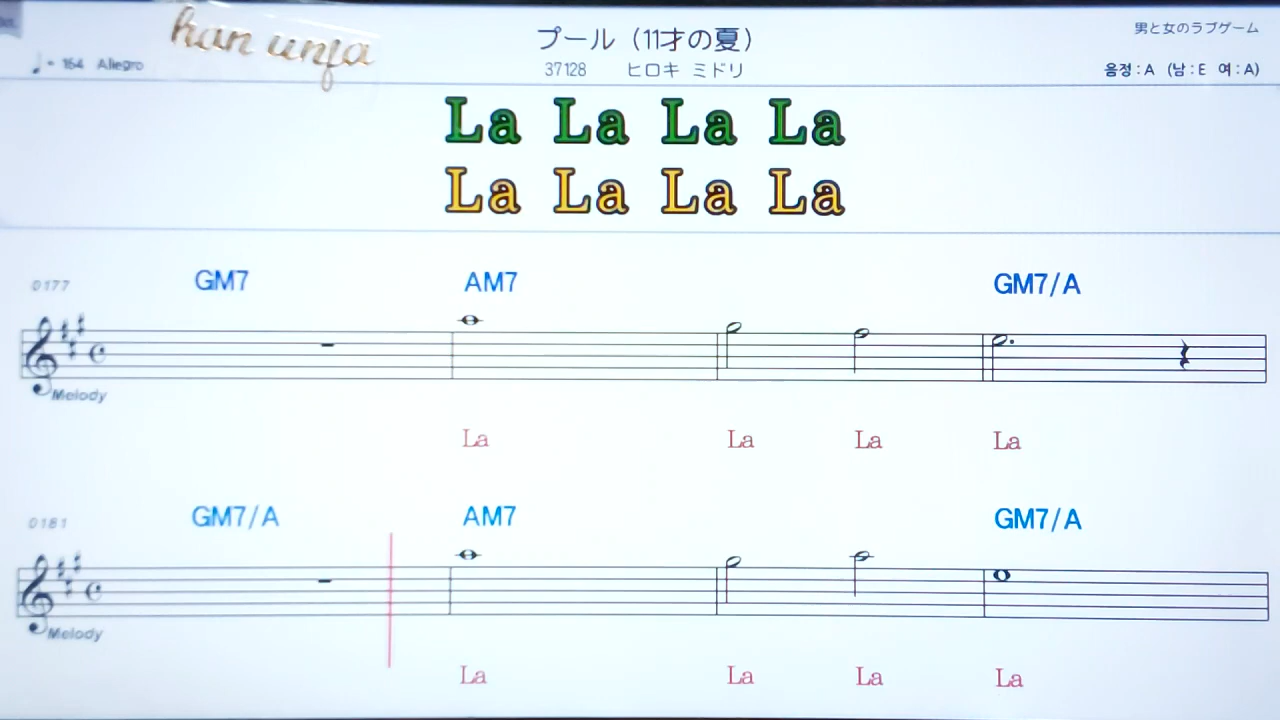 han unja
プール（11才の夏）
男と女のラブゲーム
♩= 164 Allegro
37128 ヒロキ ミドリ
음정 : A (남 : E 여 : A)
La La La La
La La La La
0177 GM7 AM7 GM7/A
Melody
La La La La
0181 GM7/A AM7 GM7/A
Melody
La La La La